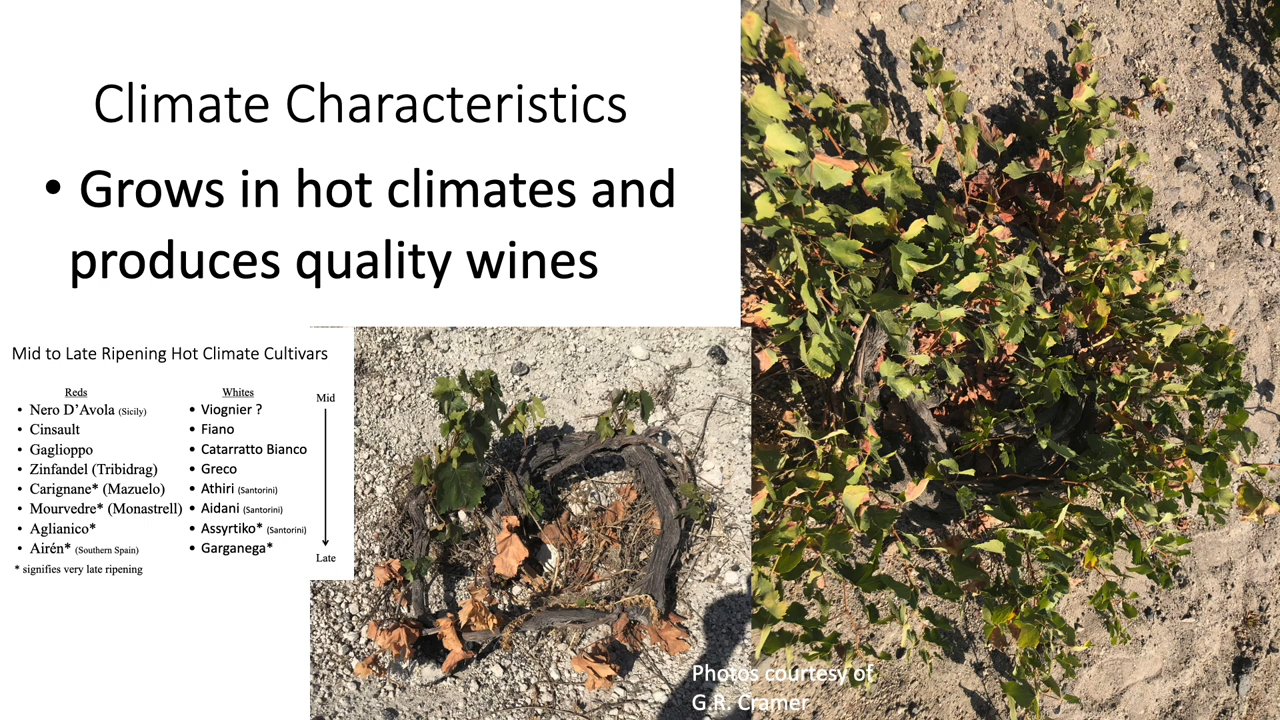 Climate Characteristics
• Grows in hot climates and
produces quality wines
Mid to Late Ripening Hot Climate Cultivars
Reds
• Nero D’Avola (Sicily)
• Cinsault
• Gaglioppo
• Zinfandel (Tribidrag)
• Carignane* (Mazuelo)
• Mourvedre* (Monastrell)
• Aglianico*
• Airén* (Southern Spain)
* signifies very late ripening
Whites
• Viognier ?
• Fiano
• Catarratto Bianco
• Greco
• Athiri (Santorini)
• Aidani (Santorini)
• Assyrtiko* (Santorini)
• Garganega*
Mid
Late
Photos courtesy of
G.R. Cramer